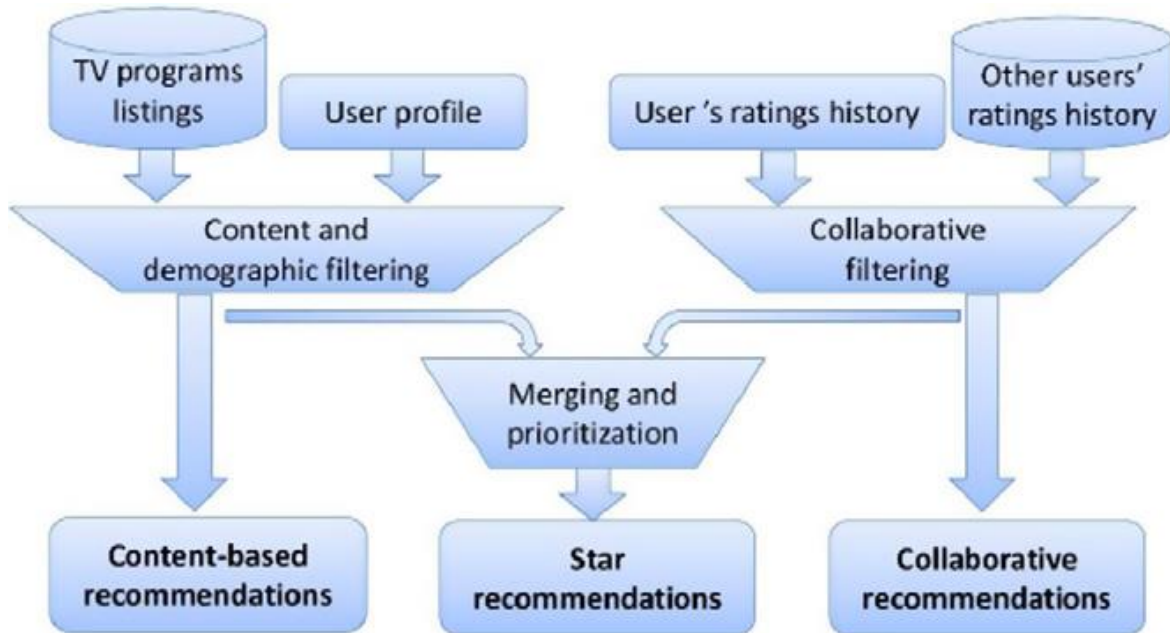 TV programs
listings
User profile
User 's ratings history
Other users'
ratings history
Content and
demographic filtering
Collaborative
filtering
Merging and
prioritization
Content-based
recommendations
Star
recommendations
Collaborative
recommendations